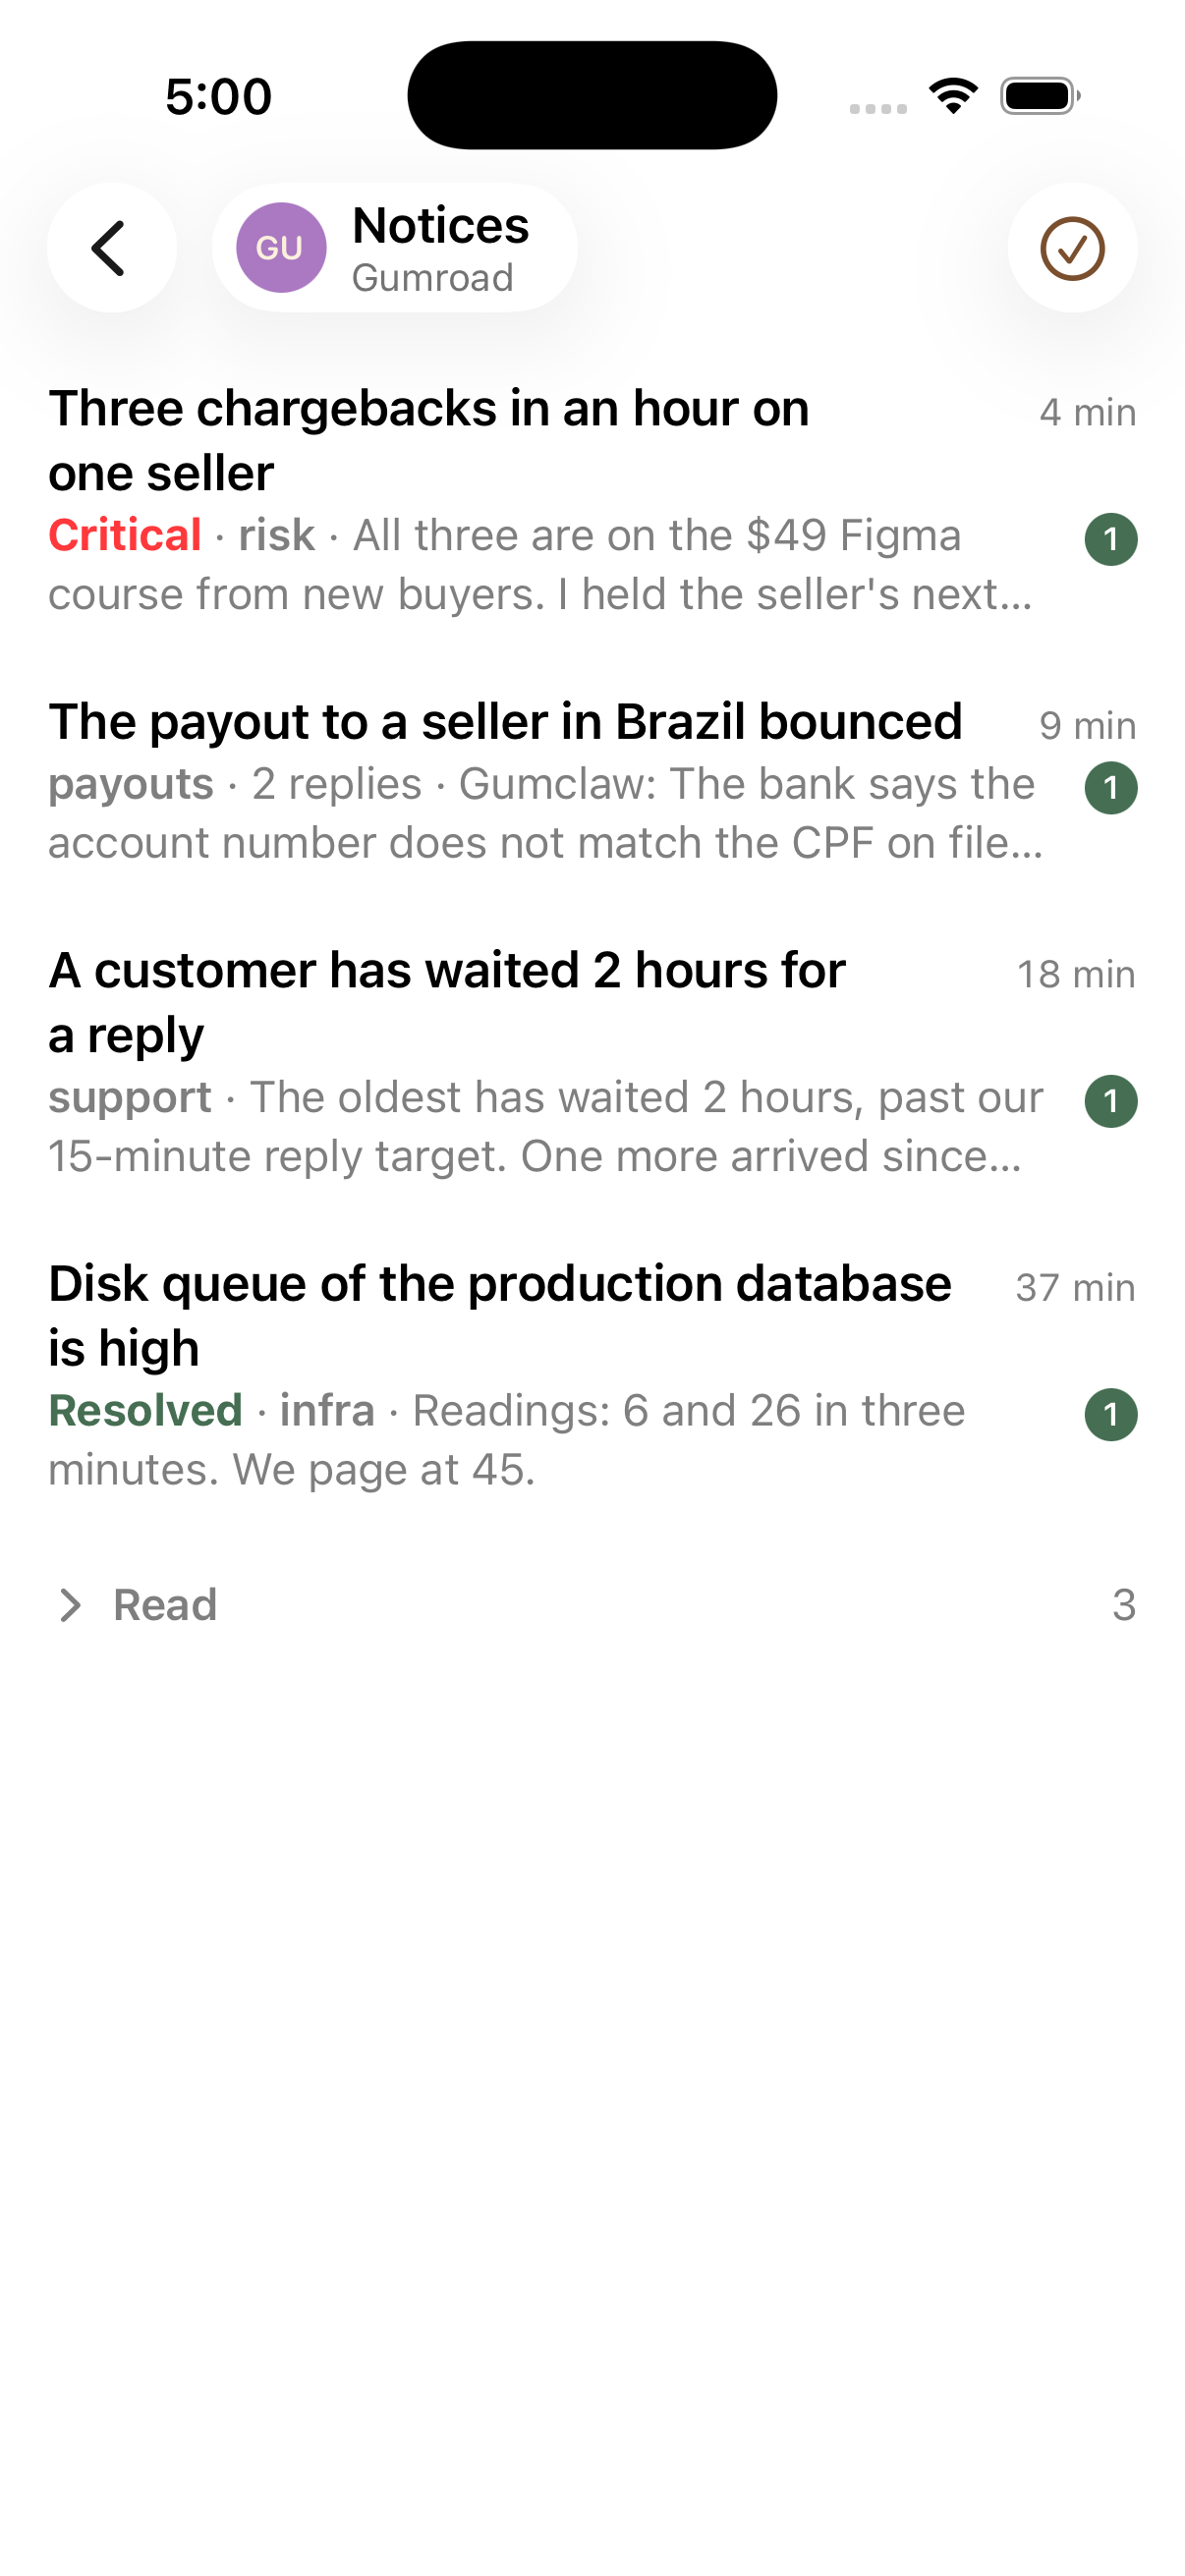 5:00
GU
Notices
Gumroad
Three chargebacks in an hour on one seller
4 min
Critical · risk · All three are on the $49 Figma
course from new buyers. I held the seller's next...
1
The payout to a seller in Brazil bounced
9 min
payouts · 2 replies · Gumclaw: The bank says the
account number does not match the CPF on file...
1
A customer has waited 2 hours for
a reply
18 min
support · The oldest has waited 2 hours, past our
15-minute reply target. One more arrived since...
1
Disk queue of the production database
is high
37 min
Resolved · infra · Readings: 6 and 26 in three
minutes. We page at 45.
1
Read
3